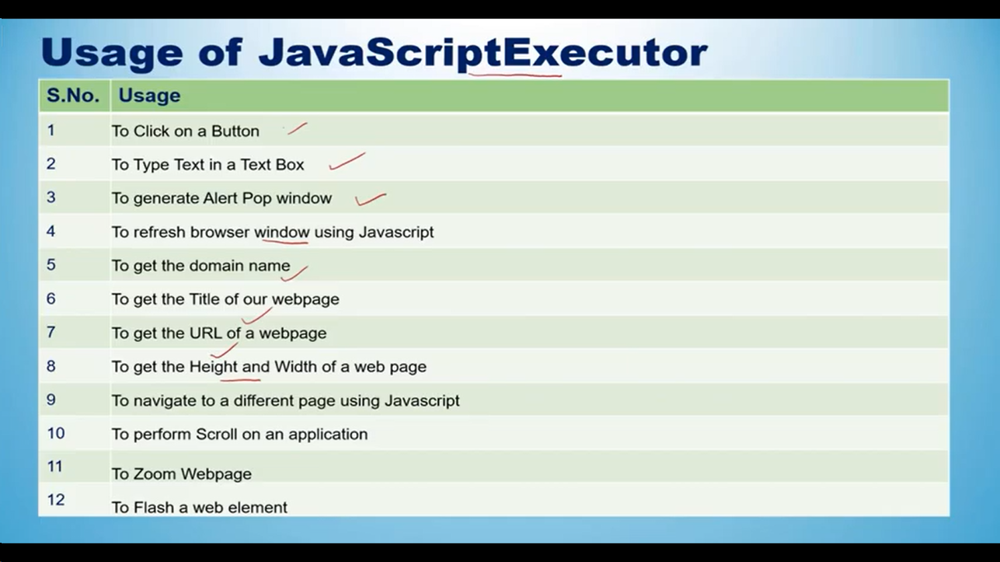 Usage of JavaScriptExecutor
S.No. Usage
1 To Click on a Button
2 To Type Text in a Text Box
3 To generate Alert Pop window
4 To refresh browser window using Javascript
5 To get the domain name
6 To get the Title of our webpage
7 To get the URL of a webpage
8 To get the Height and Width of a web page
9 To navigate to a different page using Javascript
10 To perform Scroll on an application
11 To Zoom Webpage
12 To Flash a web element